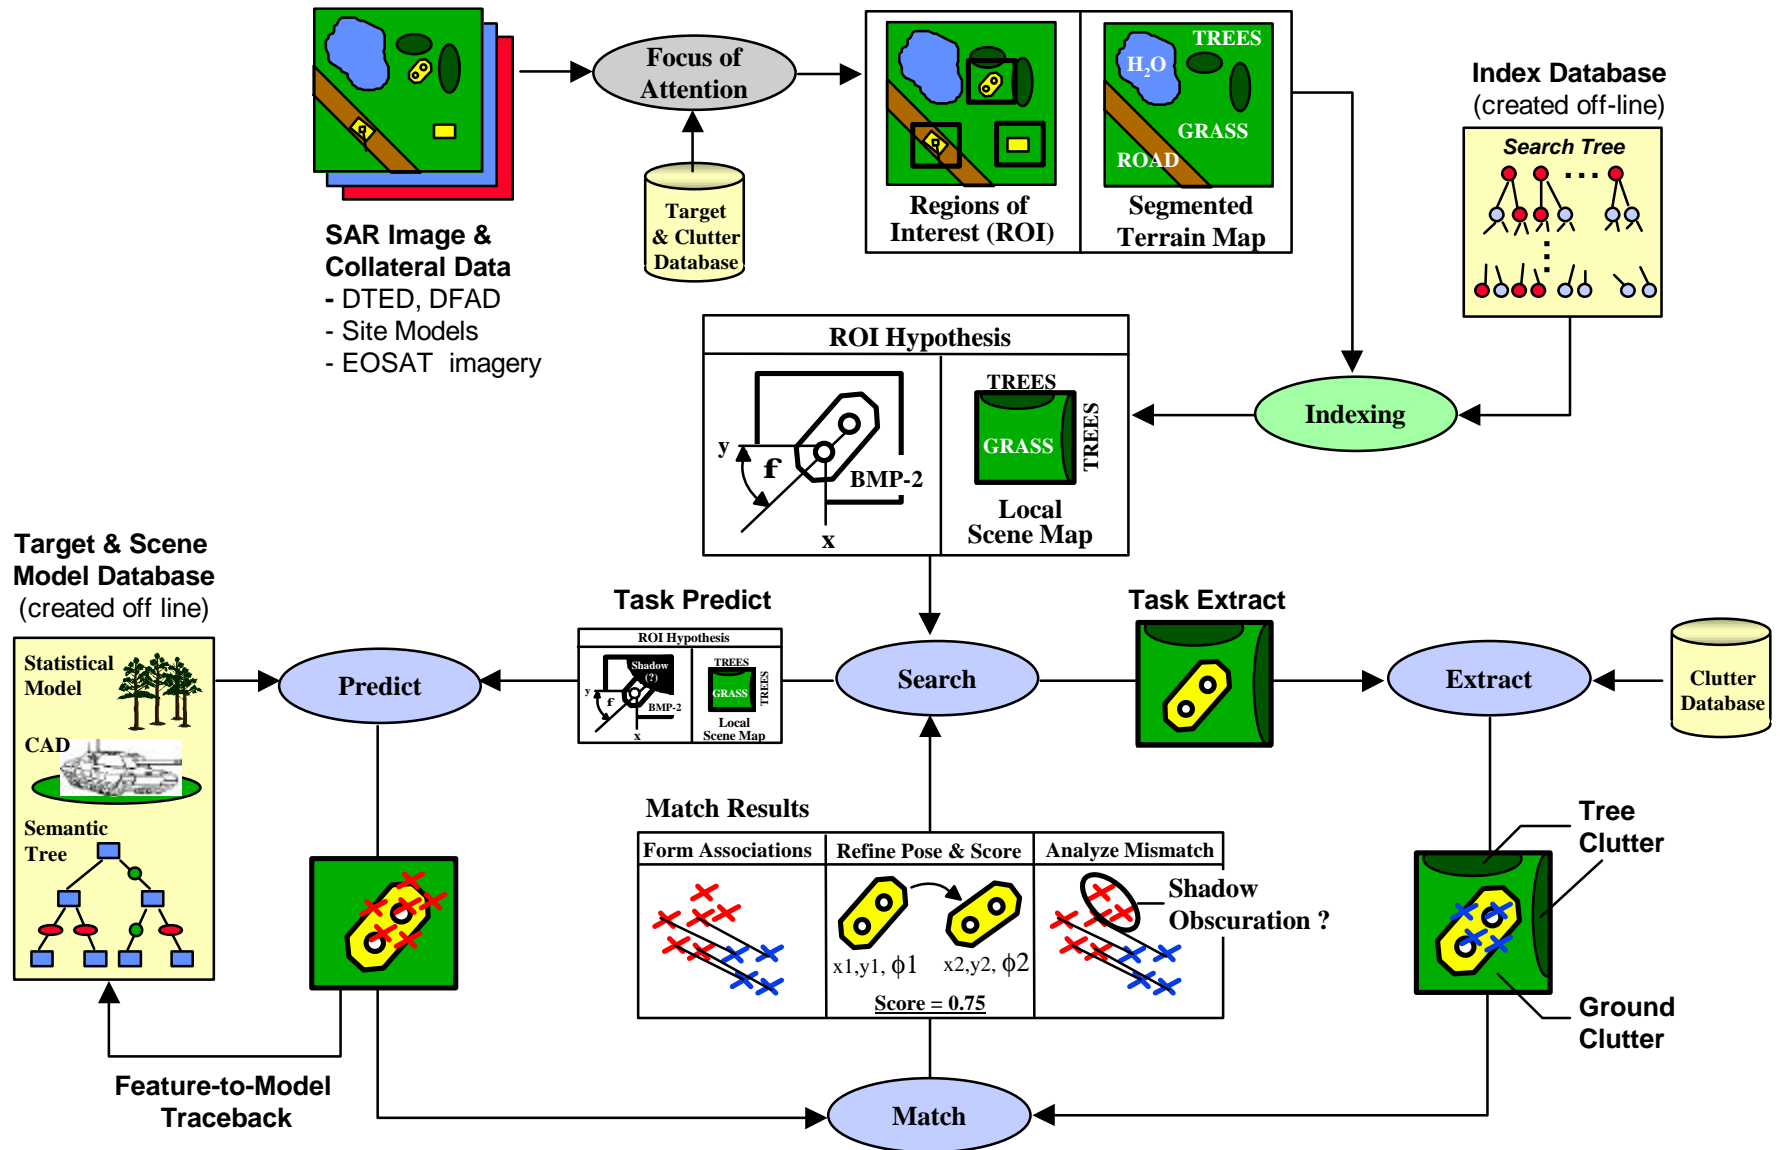 Focus of
Attention
SAR Image &
Collateral Data
- DTED, DFAD
- Site Models
- EOSAT imagery
Target
& Clutter
Database
Regions of
Interest (ROI)
TREES
H₂O
GRASS
ROAD
Segmented
Terrain Map
Index Database
(created off-line)
Search Tree
Indexing
ROI Hypothesis
y
f
x
BMP-2
TREES
GRASS
TREES
Local
Scene Map
Target & Scene
Model Database
(created off line)
Statistical
Model
CAD
Semantic
Tree
Predict
Task Predict
ROI Hypothesis
Shadow
(?)
y
f
x
BMP-2
TREES
GRASS
TREES
Local
Scene Map
Search
Task Extract
Extract
Clutter
Database
Match Results
Form Associations
Refine Pose & Score
x1,y1, ϕ1
x2,y2, ϕ2
Score = 0.75
Analyze Mismatch
Shadow
Obscuration ?
Tree
Clutter
Ground
Clutter
Feature-to-Model
Traceback
Match